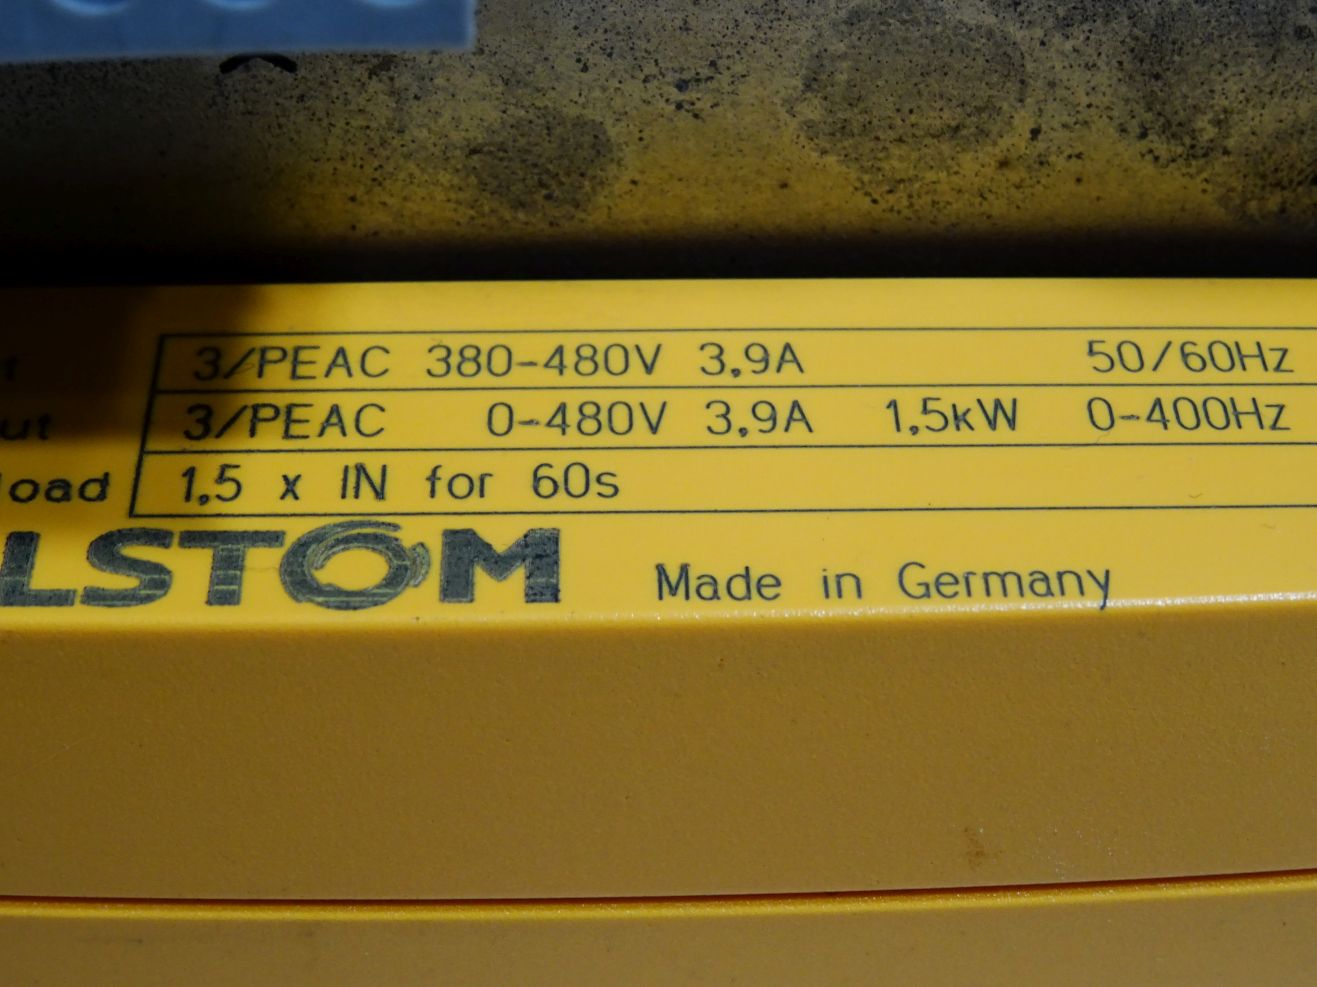 t 3/PEAC 380-480V 3,9A 50/60Hz
ut 3/PEAC 0-480V 3,9A 1,5kW 0-400Hz
load 1,5 x IN for 60s
LSTOM Made in Germany